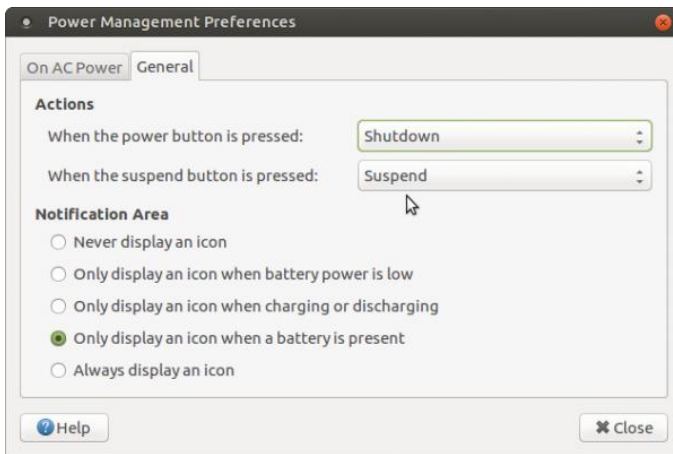 Power Management Preferences
On AC Power General
Actions
When the power button is pressed: Shutdown
When the suspend button is pressed: Suspend
Notification Area
Never display an icon
Only display an icon when battery power is low
Only display an icon when charging or discharging
Only display an icon when a battery is present
Always display an icon
Help Close